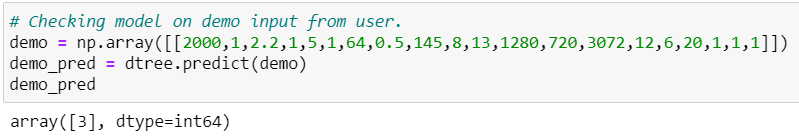 # Checking model on demo input from user.
demo = np.array([[2000,1,2.2,1,5,1,64,0.5,145,8,13,1280,720,3072,12,6,20,1,1,1]])
demo_pred = dtree.predict(demo)
demo_pred
array([3], dtype=int64)